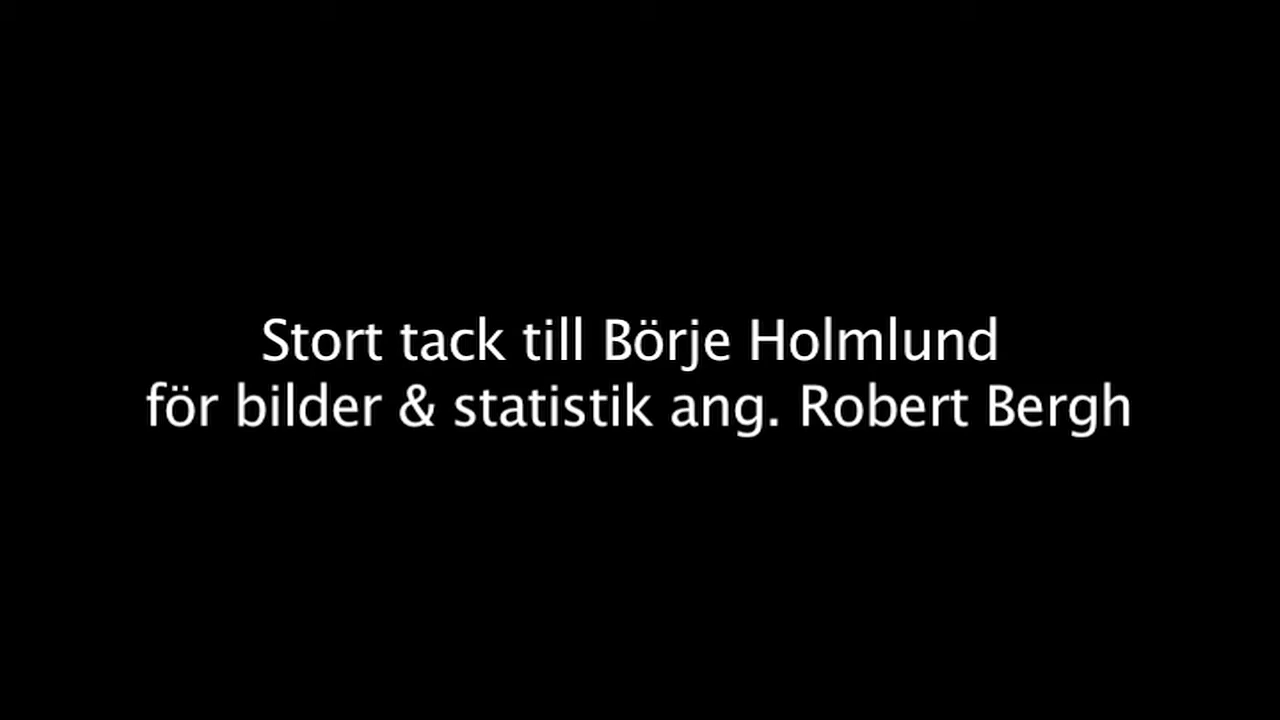 Stort tack till Börje Holmlund
för bilder & statistik ang. Robert Bergh